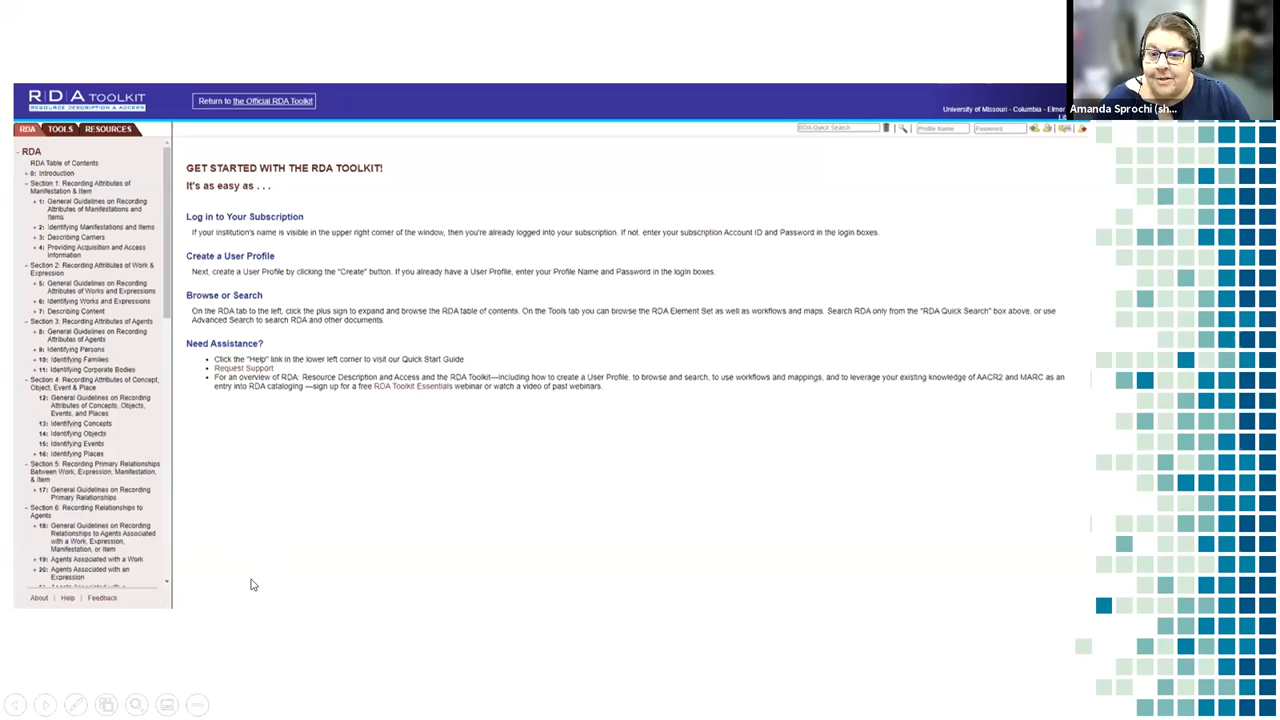 Amanda Sprochi (sh...
RDA TOOLKIT
RESOURCE DESCRIPTION & ACCESS
Return to the Official RDA Toolkit
University of Missouri - Columbia - Elmer
RDA TOOLS RESOURCES
RDA Quick Search
Profile Name
Password
RDA
RDA Table of Contents
0: Introduction
Section 1: Recording Attributes of
Manifestation & Item
1: General Guidelines on Recording
Attributes of Manifestations and
Items
2: Identifying Manifestations and Items
3: Describing Carriers
4: Providing Acquisition and Access
Information
Section 2: Recording Attributes of Work &
Expression
5: General Guidelines on Recording
Attributes of Works and Expressions
6: Identifying Works and Expressions
7: Describing Content
Section 3: Recording Attributes of Agents
8: General Guidelines on Recording
Attributes of Agents
9: Identifying Persons
10: Identifying Families
11: Identifying Corporate Bodies
Section 4: Recording Attributes of Concept,
Object, Event & Place
12: General Guidelines on Recording
Attributes of Concepts, Objects,
Events, and Places
13: Identifying Concepts
14: Identifying Objects
15: Identifying Events
16: Identifying Places
Section 5: Recording Primary Relationships
Between Work, Expression, Manifestation,
& Item
17: General Guidelines on Recording
Primary Relationships
Section 6: Recording Relationships to
Agents
18: General Guidelines on Recording
Relationships to Agents Associated
with a Work, Expression,
Manifestation, or Item
19: Agents Associated with a Work
20: Agents Associated with an
Expression
About | Help | Feedback
GET STARTED WITH THE RDA TOOLKIT!
It's as easy as . . .
Log in to Your Subscription
If your institution's name is visible in the upper right corner of the window, then you're already logged into your subscription. If not, enter your subscription Account ID and Password in the login boxes.
Create a User Profile
Next, create a User Profile by clicking the "Create" button. If you already have a User Profile, enter your Profile Name and Password in the login boxes.
Browse or Search
On the RDA tab to the left, click the plus sign to expand and browse the RDA table of contents. On the Tools tab you can browse the RDA Element Set as well as workflows and maps. Search RDA only from the "RDA Quick Search" box above, or use
Advanced Search to search RDA and other documents.
Need Assistance?
Click the "Help" link in the lower left corner to visit our Quick Start Guide
Request Support
For an overview of RDA: Resource Description and Access and the RDA Toolkit—including how to create a User Profile, to browse and search, to use workflows and mappings, and to leverage your existing knowledge of AACR2 and MARC as an
entry into RDA cataloging —sign up for a free RDA Toolkit Essentials webinar or watch a video of past webinars.